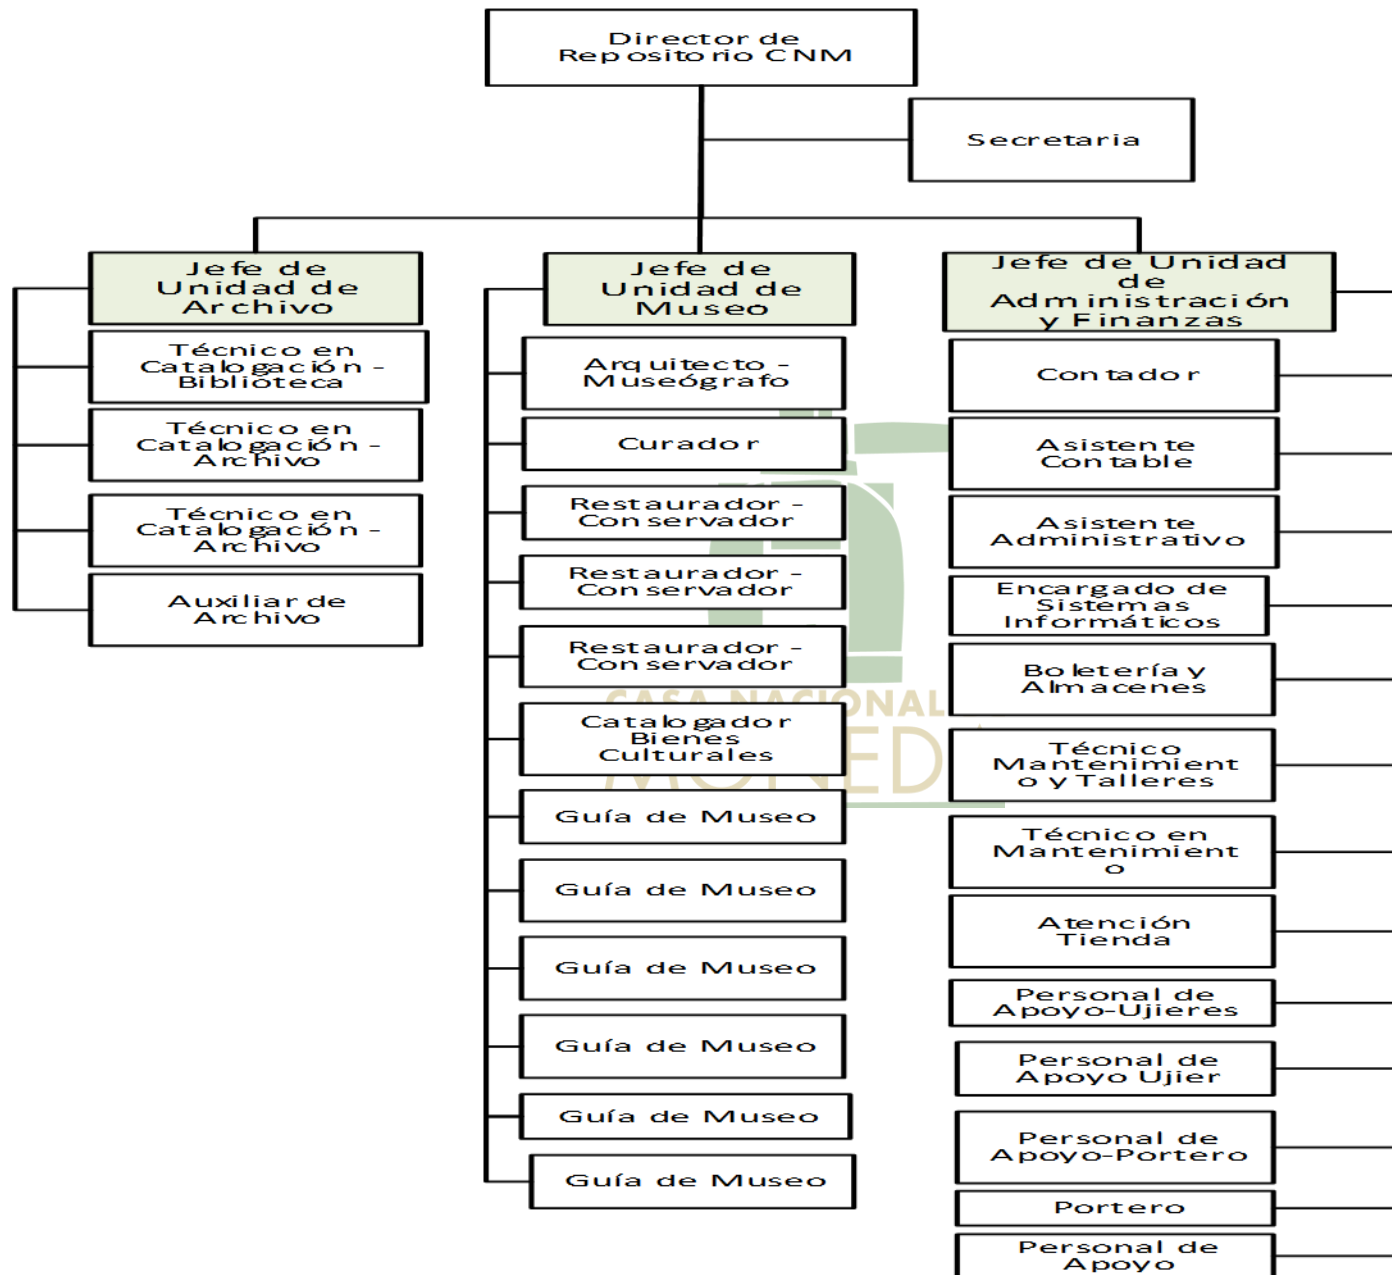 Director de
Repositorio CNM
Secretaria
Jefe de
Unidad de
Archivo
Técnico en
Catalogación -
Biblioteca
Técnico en
Catalogación -
Archivo
Técnico en
Catalogación -
Archivo
Auxiliar de
Archivo
Jefe de
Unidad de
Museo
Arquitecto -
Museógrafo
Curador
Restaurador -
Conservador
Restaurador -
Conservador
Restaurador -
Conservador
Catalogador
Bienes
Culturales
Guía de Museo
Guía de Museo
Guía de Museo
Guía de Museo
Guía de Museo
Guía de Museo
Jefe de Unidad
de
Administración
y Finanzas
Contador
Asistente
Contable
Asistente
Administrativo
Encargado de
Sistemas
Informáticos
Boletería y
Almacenes
Técnico
Mantenimient
o y Talleres
Técnico en
Mantenimient
o
Atención
Tienda
Personal de
Apoyo-Ujieres
Personal de
Apoyo Ujier
Personal de
Apoyo-Portero
Portero
Personal de
Apoyo
CASA NACIONAL